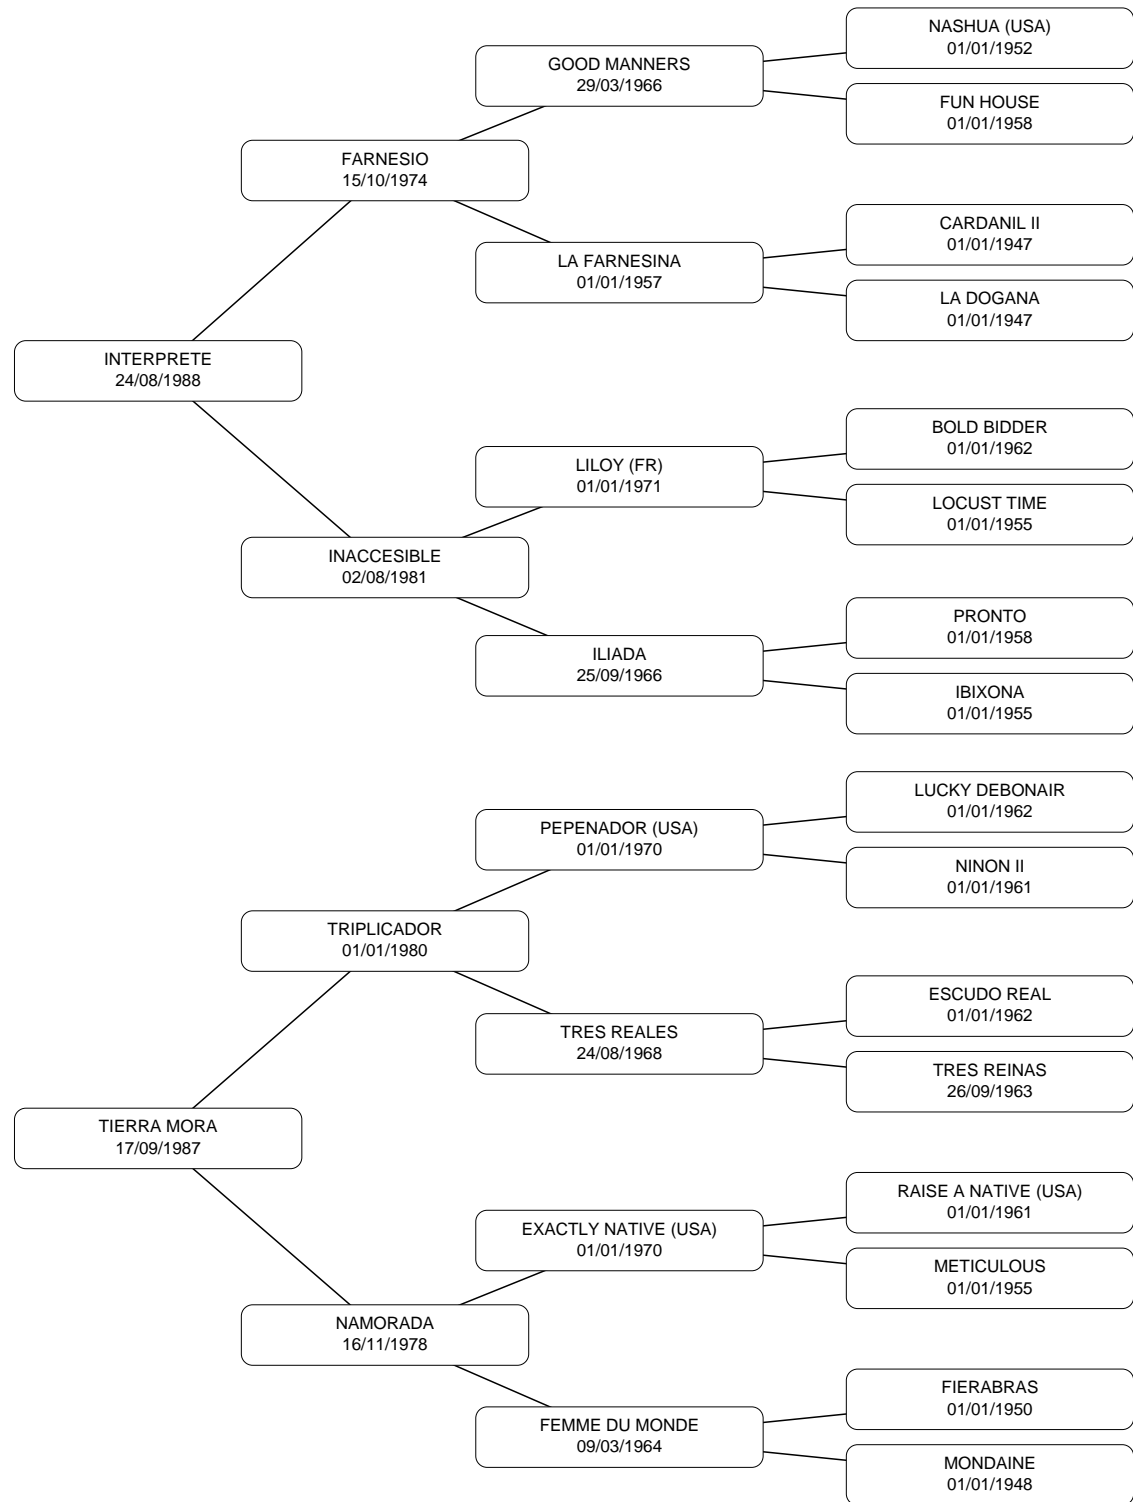 NASHUA (USA)
01/01/1952
GOOD MANNERS
29/03/1966
FUN HOUSE
01/01/1958
FARNESIO
15/10/1974
CARDANIL II
01/01/1947
LA FARNESINA
01/01/1957
LA DOGANA
01/01/1947
INTERPRETE
24/08/1988
BOLD BIDDER
01/01/1962
LILOY (FR)
01/01/1971
LOCUST TIME
01/01/1955
INACCESIBLE
02/08/1981
PRONTO
01/01/1958
ILIADA
25/09/1966
IBIXONA
01/01/1955
LUCKY DEBONAIR
01/01/1962
PEPENADOR (USA)
01/01/1970
NINON II
01/01/1961
TRIPLICADOR
01/01/1980
ESCUDO REAL
01/01/1962
TRES REALES
24/08/1968
TRES REINAS
26/09/1963
TIERRA MORA
17/09/1987
RAISE A NATIVE (USA)
01/01/1961
EXACTLY NATIVE (USA)
01/01/1970
METICULOUS
01/01/1955
NAMORADA
16/11/1978
FIERABRAS
01/01/1950
FEMME DU MONDE
09/03/1964
MONDAINE
01/01/1948